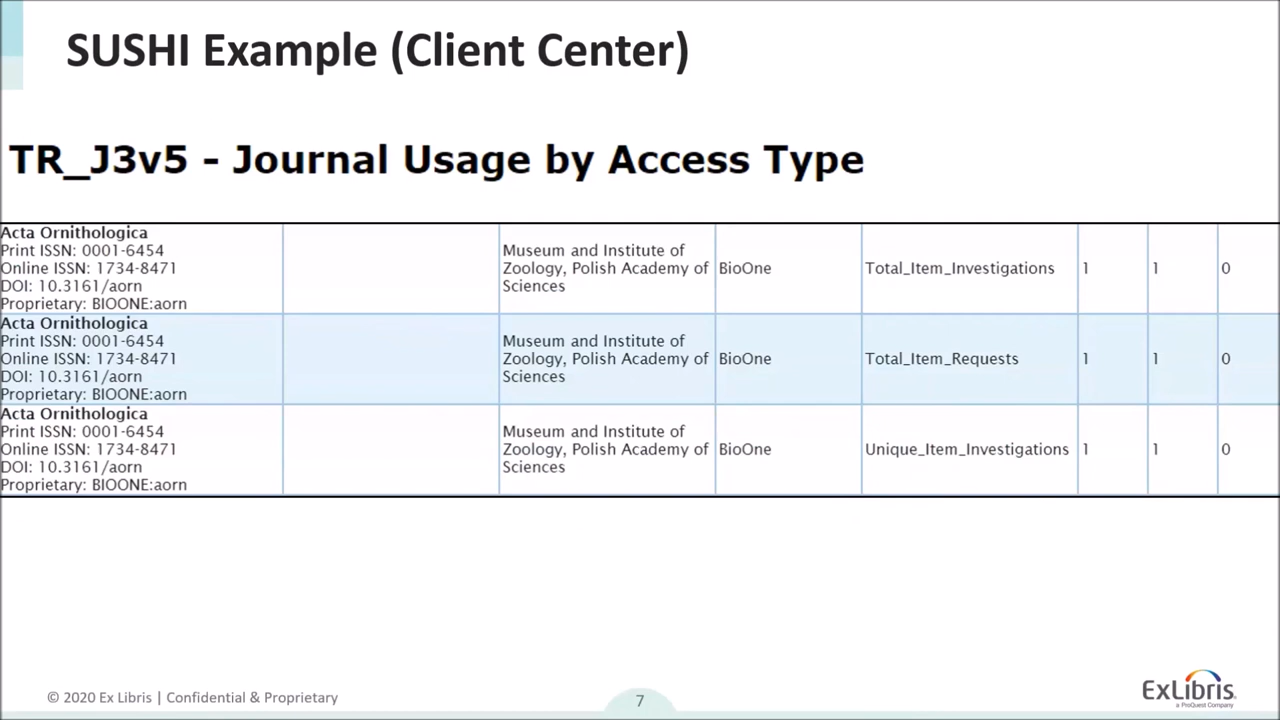 SUSHI Example (Client Center)
TR_J3v5 - Journal Usage by Access Type
Acta Ornithologica
Print ISSN: 0001-6454
Online ISSN: 1734-8471
DOI: 10.3161/aorn
Proprietary: BIOONE:aorn
Museum and Institute of
Zoology, Polish Academy of
Sciences
BioOne
Total_Item_Investigations
1
1
0
Acta Ornithologica
Print ISSN: 0001-6454
Online ISSN: 1734-8471
DOI: 10.3161/aorn
Proprietary: BIOONE:aorn
Museum and Institute of
Zoology, Polish Academy of
Sciences
BioOne
Total_Item_Requests
1
1
0
Acta Ornithologica
Print ISSN: 0001-6454
Online ISSN: 1734-8471
DOI: 10.3161/aorn
Proprietary: BIOONE:aorn
Museum and Institute of
Zoology, Polish Academy of
Sciences
BioOne
Unique_Item_Investigations
1
1
0
© 2020 Ex Libris | Confidential & Proprietary
7
ExLibris
a ProQuest Company